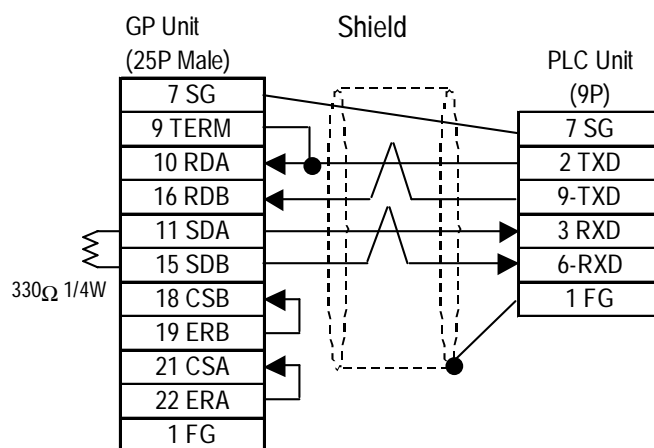 GP Unit
(25P Male)
Shield
PLC Unit
(9P)
7 SG
9 TERM
10 RDA
16 RDB
11 SDA
15 SDB
18 CSB
19 ERB
21 CSA
22 ERA
1 FG
330Ω 1/4W
7 SG
2 TXD
9-TXD
3 RXD
6-RXD
1 FG